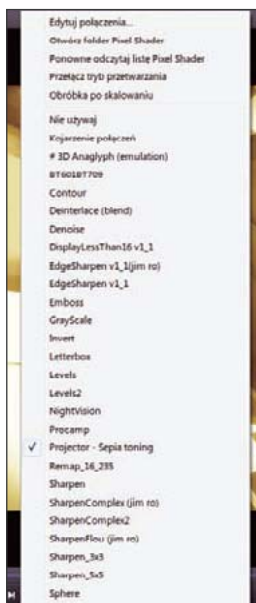 Edytuj połączenia...
Otwórz folder Pixel Shader
Ponowne odczytaj listę Pixel Shader
Przełącz tryb przetwarzania
Obróbka po skalowaniu
Nie używaj
Kojarzenie połączeń
# 3D Anaglyph (emulation)
BT601BT709
Contour
Deinterlace (blend)
Denoise
DisplayLessThan16 v1_1
EdgeSharpen v1_1(jim ro)
EdgeSharpen v1_1
Emboss
GrayScale
Invert
Letterbox
Levels
Levels2
NightVision
Procamp
Projector - Sepia toning
Remap_16_235
Sharpen
SharpenComplex (jim ro)
SharpenComplex2
SharpenFlou (jim ro)
Sharpen_3x3
Sharpen_5x5
Sphere